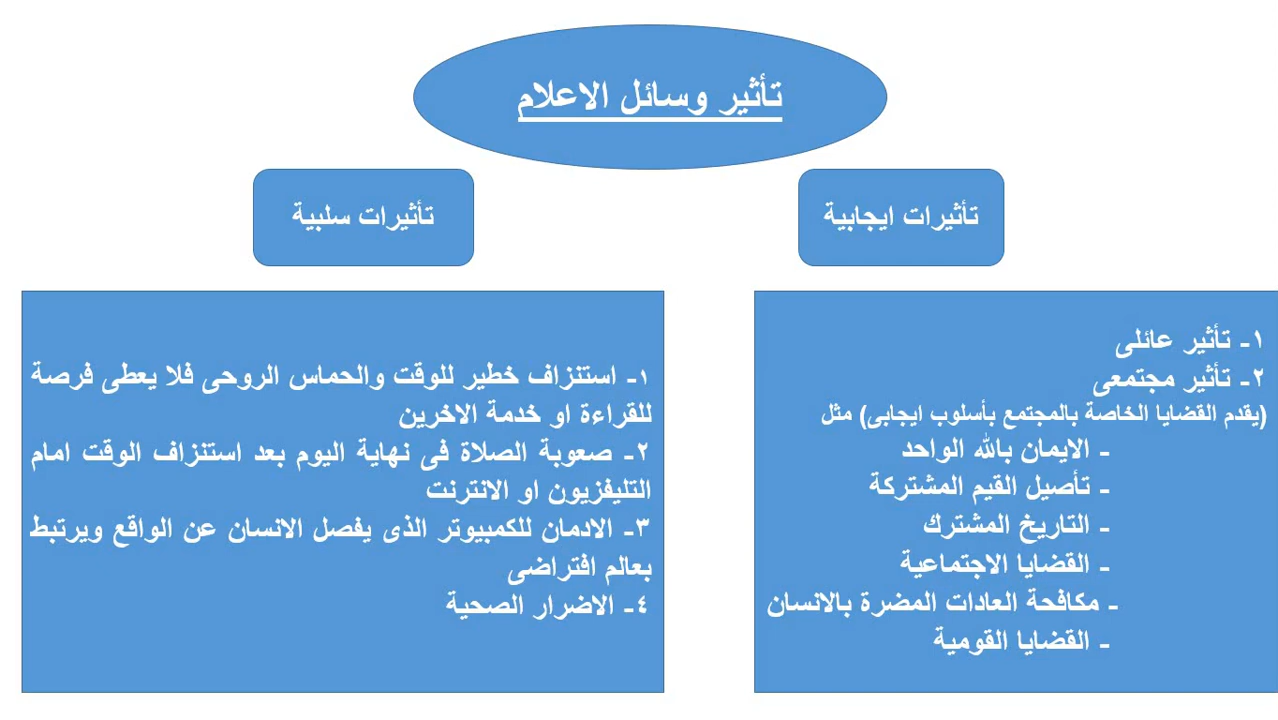 تأثير وسائل الاعلام
تأثيرات ايجابية
١- تأثير عائلى
٢- تأثير مجتمعى
(يقدم القضايا الخاصة بالمجتمع بأسلوب ايجابى) مثل
- الايمان بالله الواحد
- تأصيل القيم المشتركة
- التاريخ المشترك
- القضايا الاجتماعية
- مكافحة العادات المضرة بالانسان
- القضايا القومية
تأثيرات سلبية
١- استنزاف خطير للوقت والحماس الروحى فلا يعطى فرصة
للقراءة او خدمة الاخرين
٢- صعوبة الصلاة فى نهاية اليوم بعد استنزاف الوقت امام
التليفزيون او الانترنت
٣- الادمان للكمبيوتر الذى يفصل الانسان عن الواقع ويرتبط
بعالم افتراضى
٤- الاضرار الصحية